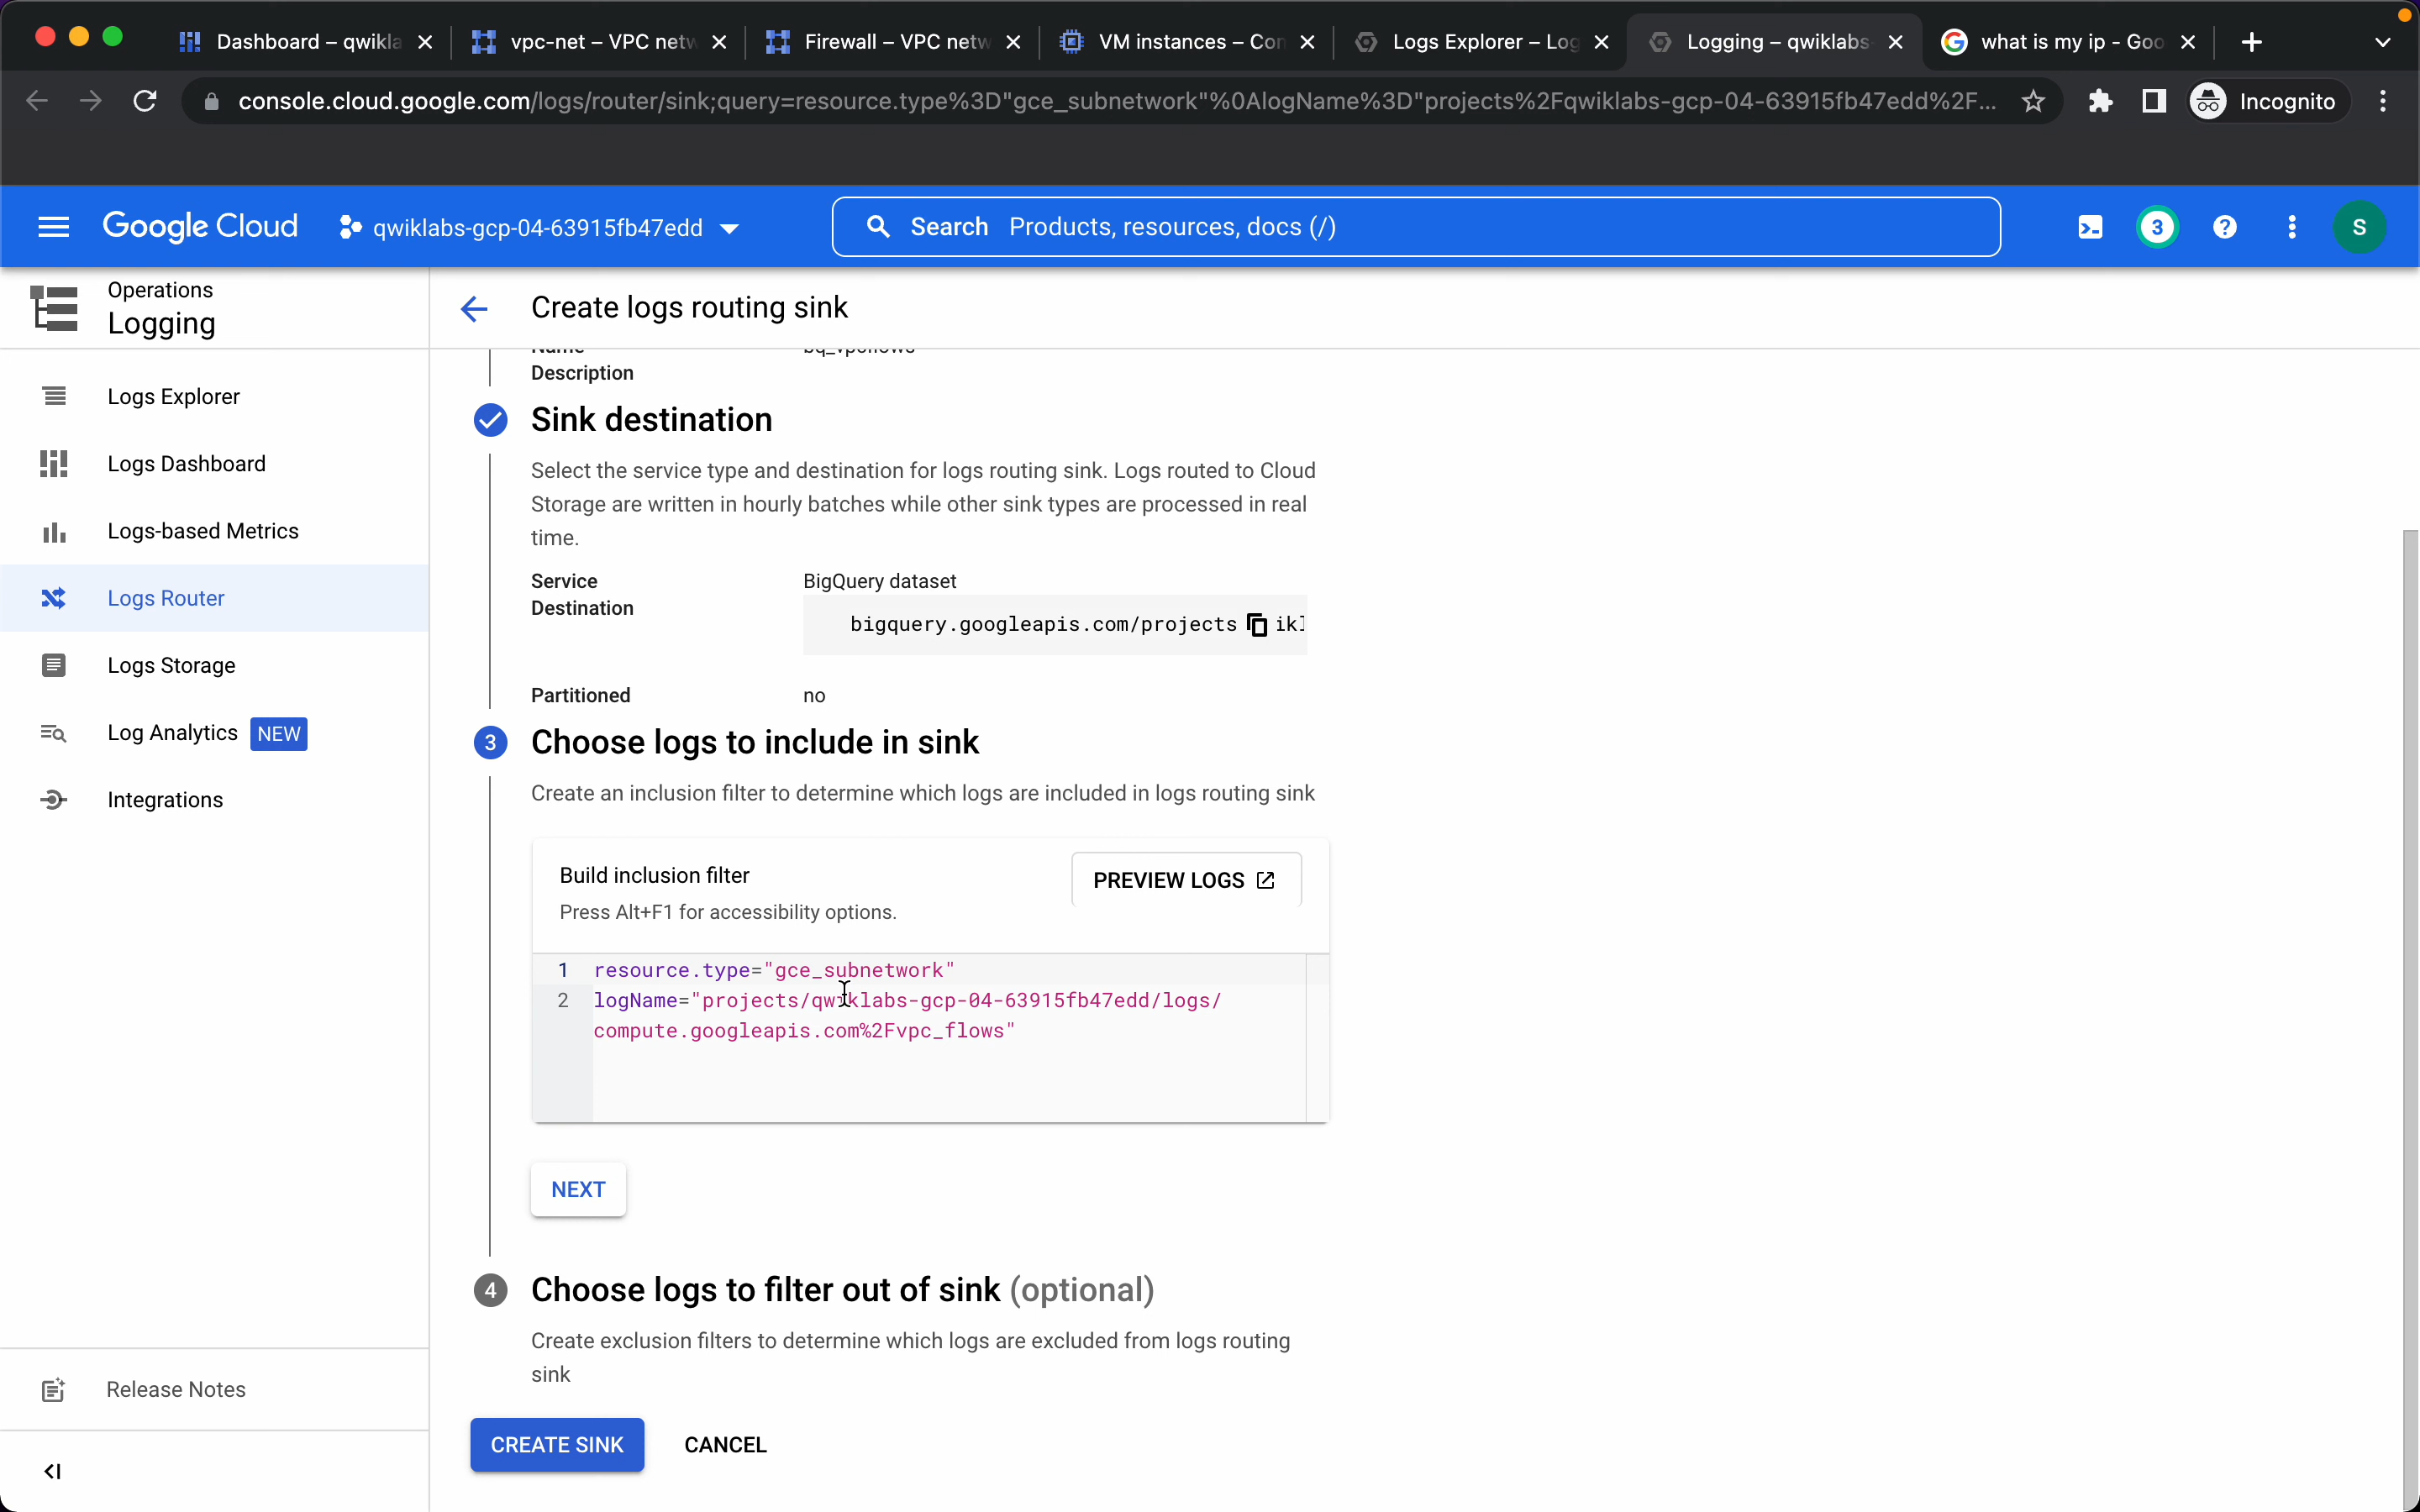 Dashboard – qwikla
vpc-net – VPC netw
Firewall – VPC netw
VM instances – Con
Logs Explorer – Log
Logging – qwiklabs-
what is my ip - Goo
console.cloud.google.com/logs/router/sink;query=resource.type%3D"gce_subnetwork"%0AlogName%3D"projects%2Fqwiklabs-gcp-04-63915fb47edd%2F...
Incognito
Google Cloud
qwiklabs-gcp-04-63915fb47edd
Search Products, resources, docs (/)
3
?
S
Operations
Logging
Logs Explorer
Logs Dashboard
Logs-based Metrics
Logs Router
Logs Storage
Log Analytics NEW
Integrations
Release Notes
Create logs routing sink
Name bq_vpcflows
Description
Sink destination
Select the service type and destination for logs routing sink. Logs routed to Cloud
Storage are written in hourly batches while other sink types are processed in real
time.
Service BigQuery dataset
Destination
bigquery.googleapis.com/projects ikl
Partitioned no
3 Choose logs to include in sink
Create an inclusion filter to determine which logs are included in logs routing sink
Build inclusion filter
PREVIEW LOGS
Press Alt+F1 for accessibility options.
1 resource.type="gce_subnetwork"
2 logName="projects/qwiklabs-gcp-04-63915fb47edd/logs/
compute.googleapis.com%2Fvpc_flows"
NEXT
4 Choose logs to filter out of sink (optional)
Create exclusion filters to determine which logs are excluded from logs routing
sink
CREATE SINK
CANCEL